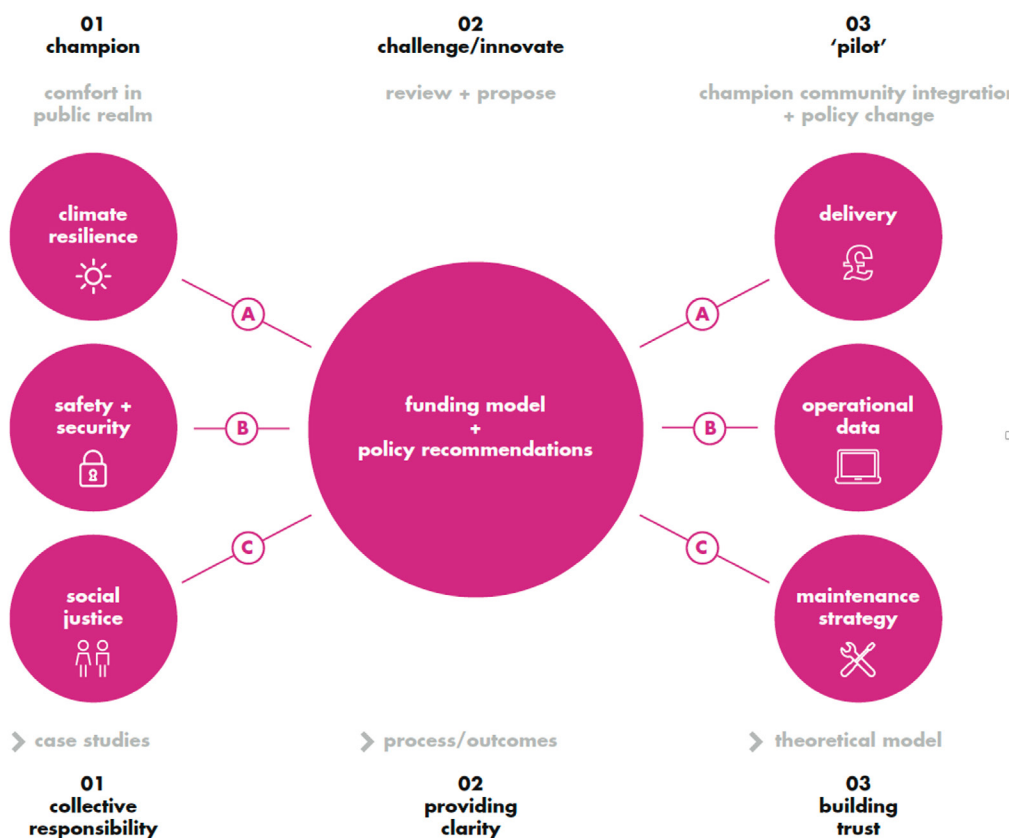 01
champion
02
challenge/innovate
03
‘pilot’
comfort in
public realm
review + propose
champion community integration
+ policy change
climate
resilience
delivery
£
A
A
safety +
security
B
funding model
+
policy recommendations
B
operational
data
C
C
social
justice
maintenance
strategy
case studies
process/outcomes
theoretical model
01
collective
responsibility
02
providing
clarity
03
building
trust